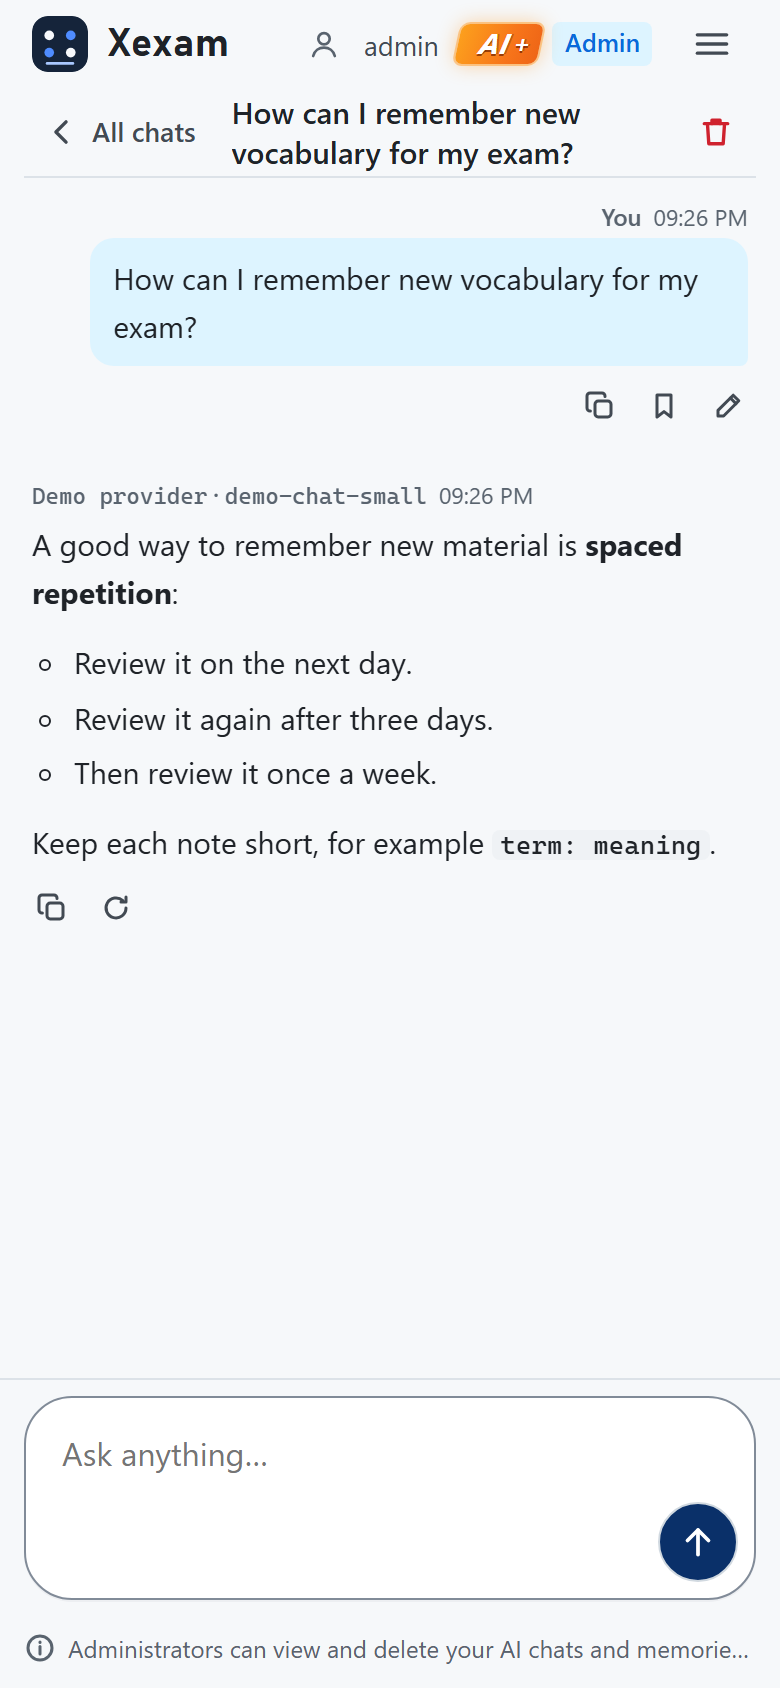 Xexam
admin
AI+
Admin
All chats
How can I remember new
vocabulary for my exam?
You 09:26 PM
How can I remember new vocabulary for my
exam?
Demo provider · demo-chat-small 09:26 PM
A good way to remember new material is spaced
repetition:
Review it on the next day.
Review it again after three days.
Then review it once a week.
Keep each note short, for example term: meaning.
Ask anything...
Administrators can view and delete your AI chats and memorie...